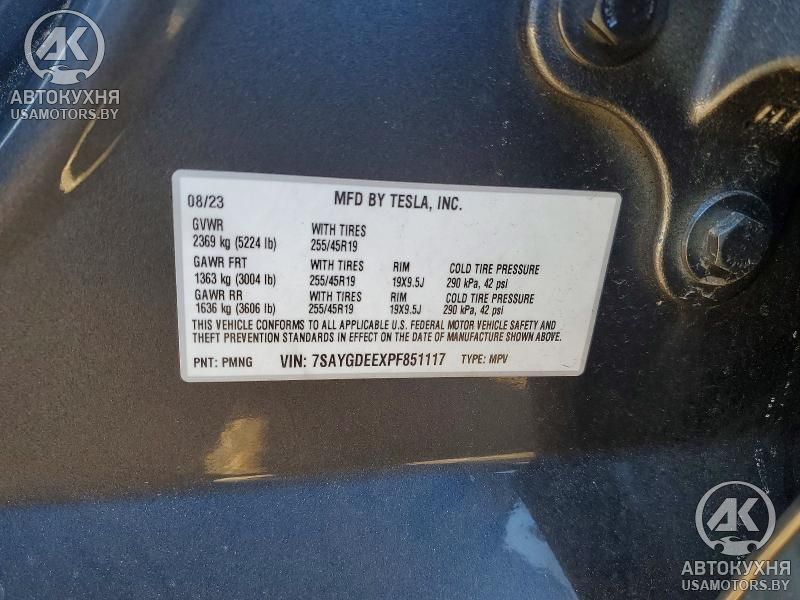 АК
АВТОКУХНЯ
USAMOTORS.BY
08/23 MFD BY TESLA, INC.
GVWR WITH TIRES
2369 kg (5224 lb) 255/45R19
GAWR FRT WITH TIRES RIM COLD TIRE PRESSURE
1363 kg (3004 lb) 255/45R19 19X9.5J 290 kPa, 42 psi
GAWR RR WITH TIRES RIM COLD TIRE PRESSURE
1636 kg (3606 lb) 255/45R19 19X9.5J 290 kPa, 42 psi
THIS VEHICLE CONFORMS TO ALL APPLICABLE U.S. FEDERAL MOTOR VEHICLE SAFETY AND
THEFT PREVENTION STANDARDS IN EFFECT ON THE DATE OF MANUFACTURE SHOWN ABOVE.
PNT: PMNG VIN: 7SAYGDEEXPF851117 TYPE: MPV
АК
АВТОКУХНЯ
USAMOTORS.BY